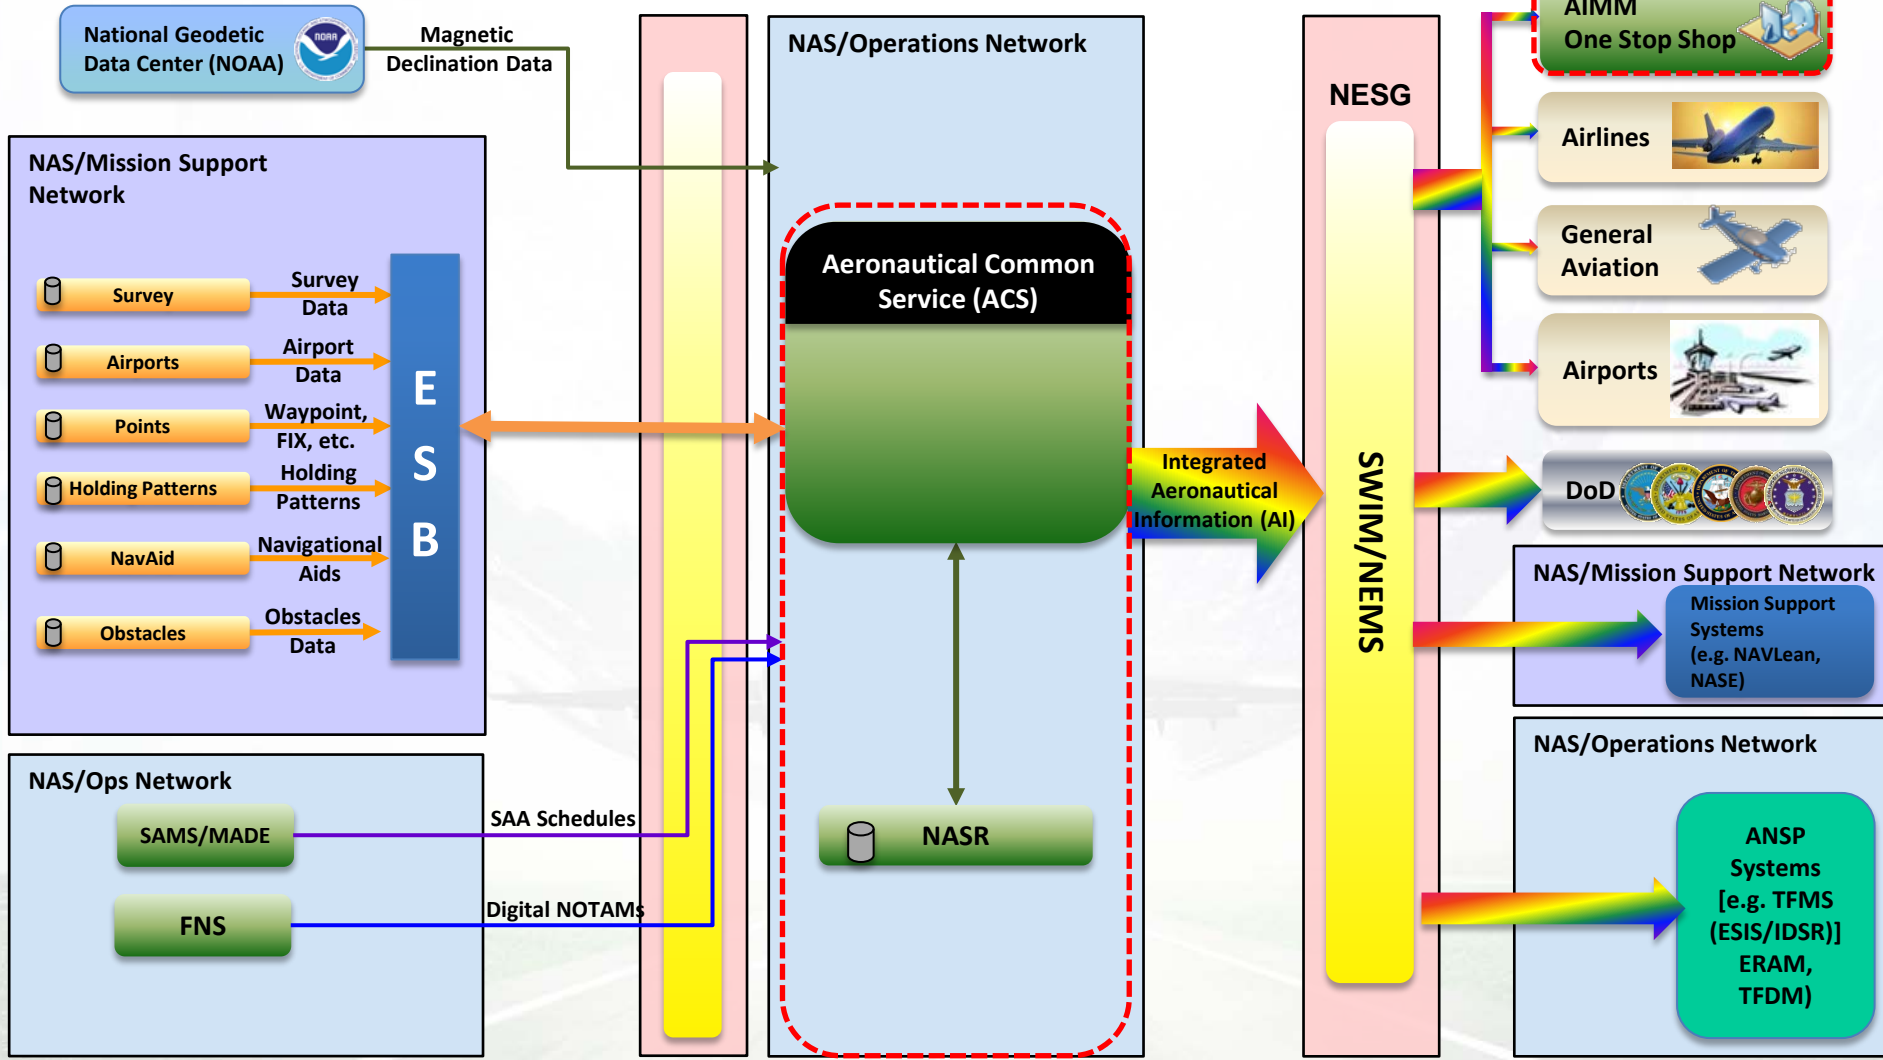 National Geodetic
Data Center (NOAA)
NOAA
Magnetic
Declination Data
NAS/Mission Support
Network
Survey
Survey
Data
Airports
Airport
Data
Points
Waypoint,
FIX, etc.
Holding Patterns
Holding
Patterns
NavAid
Navigational
Aids
Obstacles
Obstacles
Data
E
S
B
NAS/Ops Network
SAMS/MADE
SAA Schedules
FNS
Digital NOTAMs
NAS/Operations Network
Aeronautical Common
Service (ACS)
NASR
Integrated
Aeronautical
Information (AI)
NESG
SWIM/NEMS
AIMM
One Stop Shop
Airlines
General
Aviation
Airports
DoD
NAS/Mission Support Network
Mission Support
Systems
(e.g. NAVLean,
NASE)
NAS/Operations Network
ANSP
Systems
[e.g. TFMS
(ESIS/IDSR)]
ERAM,
TFDM)